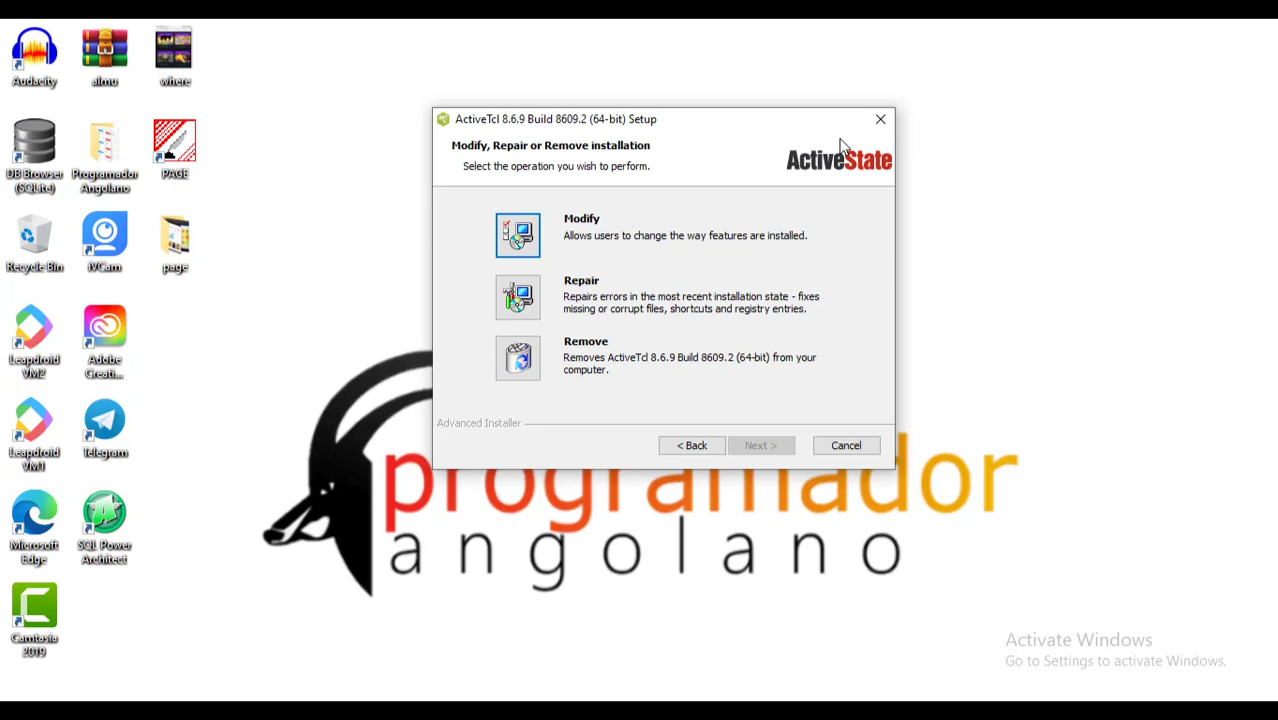 Audacity
almu
where
DB Browser
(SQLite)
Programador
Angolano
PAGE
Recycle Bin
iVCam
page
Leapdroid
VM2
Adobe
Creati...
Leapdroid
VM1
Telegram
Microsoft
Edge
SQL Power
Architect
Camtasia
2019
ActiveTcl 8.6.9 Build 8609.2 (64-bit) Setup
Modify, Repair or Remove installation
Select the operation you wish to perform.
ActiveState
Modify
Allows users to change the way features are installed.
Repair
Repairs errors in the most recent installation state - fixes
missing or corrupt files, shortcuts and registry entries.
Remove
Removes ActiveTcl 8.6.9 Build 8609.2 (64-bit) from your
computer.
Advanced Installer
< Back
Next >
Cancel
programador
angolano
Activate Windows
Go to Settings to activate Windows.